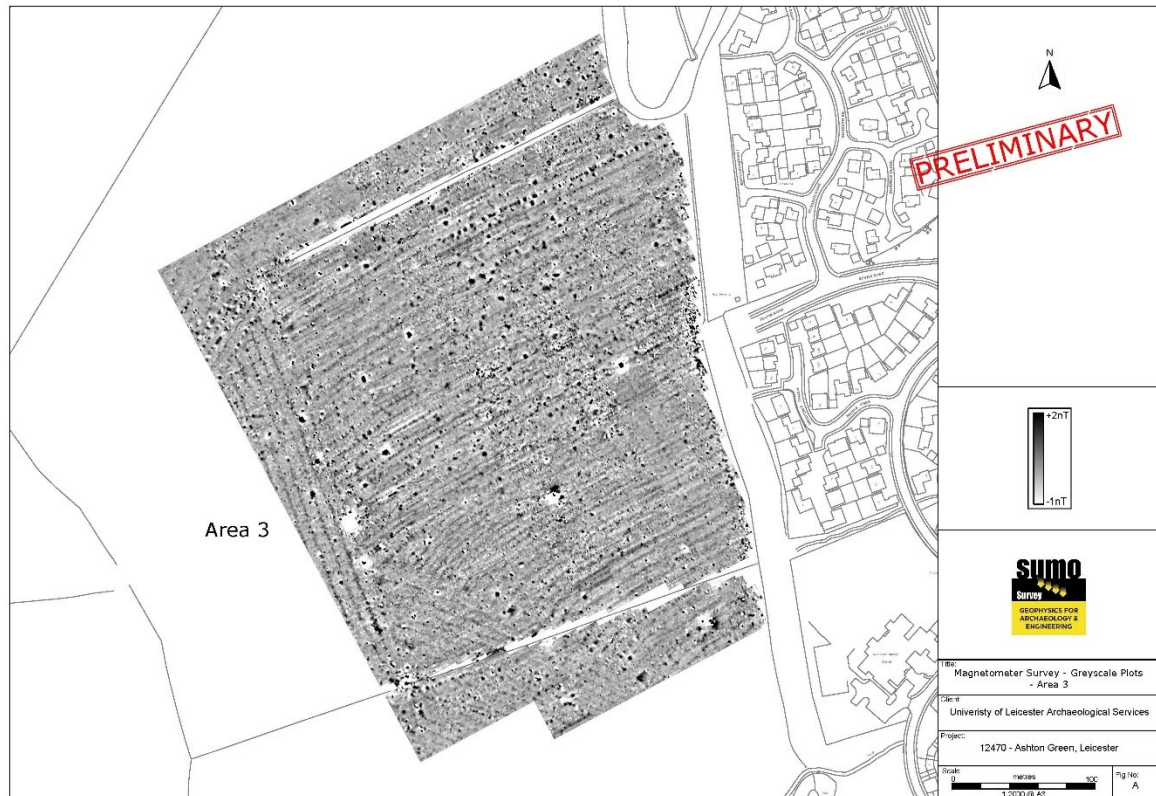 N
PRELIMINARY
+2nT
-1nT
Area 3
sumo
Survey
GEOPHYSICS FOR
ARCHAEOLOGY &
ENGINEERING
Title:
Magnetometer Survey - Greyscale Plots
- Area 3
Client:
Univeristy of Leicester Archaeological Services
Project:
12470 - Ashton Green, Leicester
Scale:
0 metres 100
1:2000 @ A3
Fig No:
A